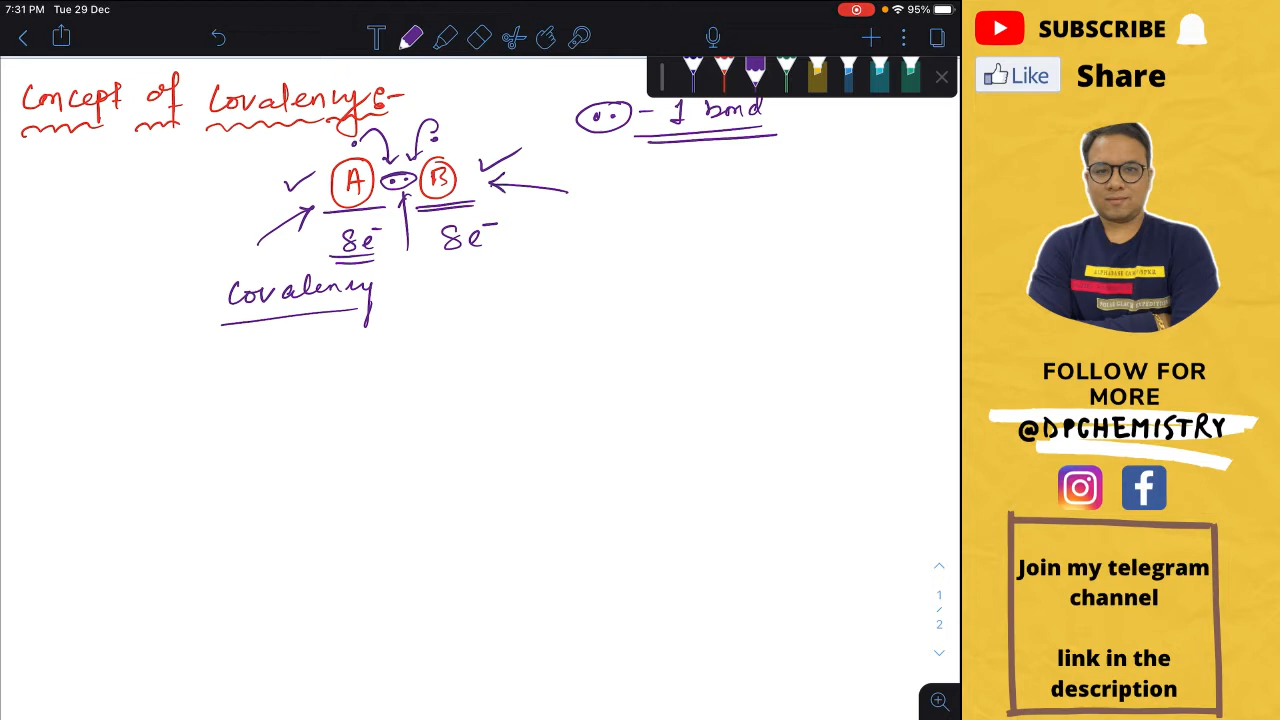 7:31 PM Tue 29 Dec
95%
SUBSCRIBE
Like Share
Concept of Covalency:-
1 bond
A B
8e⁻ 8e⁻
Covalency
FOLLOW FOR
MORE
@DPCHEMISTRY
Join my telegram
channel
link in the
description
1
/
2